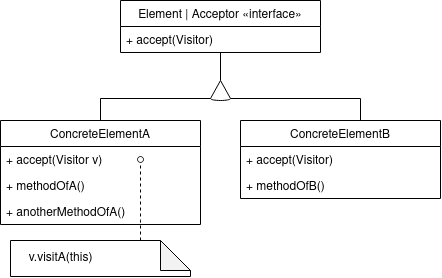 Element | Acceptor «interface»
+ accept(Visitor)
ConcreteElementA
+ accept(Visitor v)
+ methodOfA()
+ anotherMethodOfA()
ConcreteElementB
+ accept(Visitor)
+ methodOfB()
v.visitA(this)